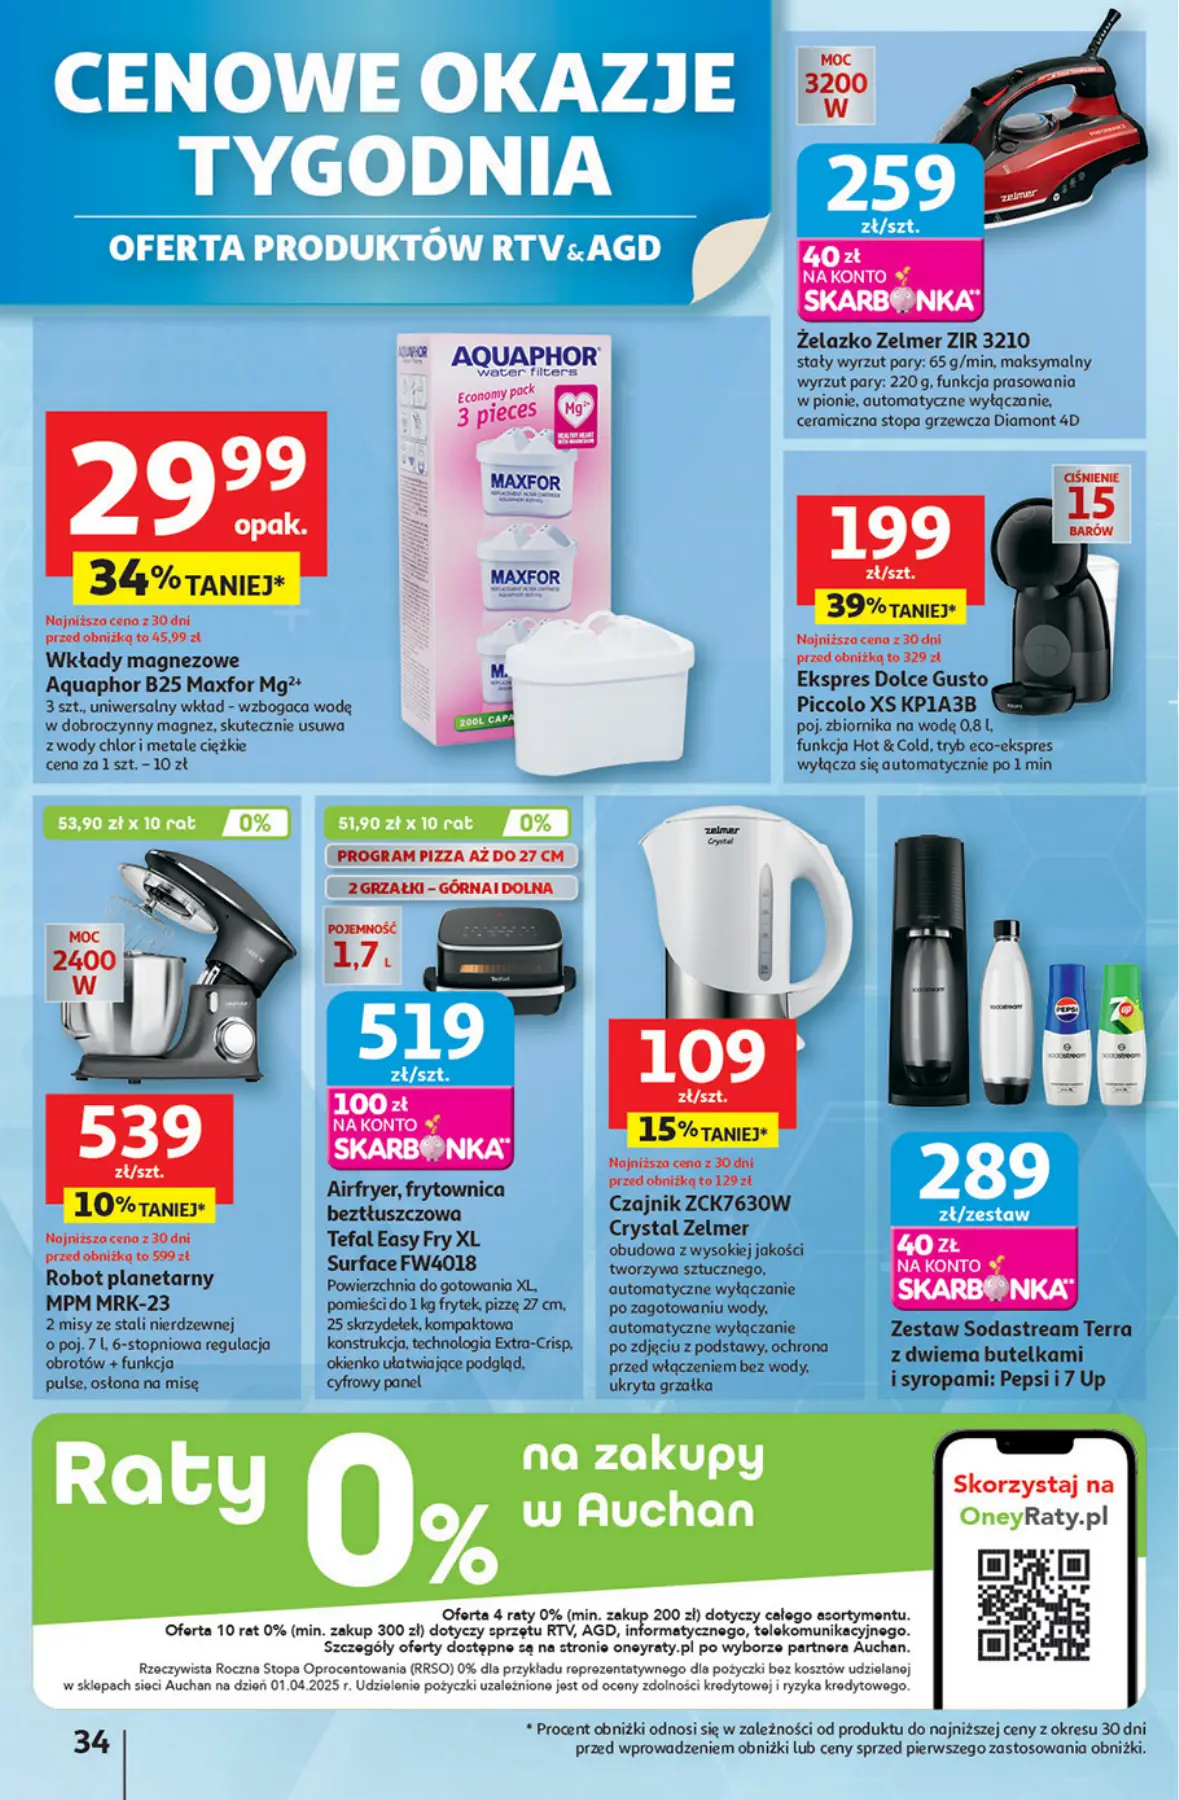 CENOWE OKAZJE
TYGODNIA
OFERTA PRODUKTÓW RTV&AGD
MOC
3200
W
zelmer
259
zł/szt.
40 zł
NA KONTO
SKARBONKA**
Żelazko Zelmer ZIR 3210
stały wyrzut pary: 65 g/min, maksymalny
wyrzut pary: 220 g, funkcja prasowania
w pionie, automatyczne wyłączanie,
ceramiczna stopa grzewcza Diamont 4D
29 99
opak.
34% TANIEJ*
Najniższa cena z 30 dni
przed obniżką to 45,99 zł
Wkłady magnezowe
Aquaphor B25 Maxfor Mg²⁺
3 szt., uniwersalny wkład - wzbogaca wodę
w dobroczynny magnez, skutecznie usuwa
z wody chlor i metale ciężkie
cena za 1 szt. – 10 zł
AQUAPHOR
water filters
Economy pack
3 pieces
Mg²⁺
MAXFOR
MAXFOR
MAXFOR
200L CAPA
CIŚNIENIE
15
BARÓW
199
zł/szt.
39% TANIEJ*
Najniższa cena z 30 dni
przed obniżką to 329 zł
Ekspres Dolce Gusto
Piccolo XS KP1A3B
poj. zbiornika na wodę 0,8 l,
funkcja Hot & Cold, tryb eco-ekspres
wyłącza się automatycznie po 1 min
53,90 zł x 10 rat 0%
MOC
2400
W
539
zł/szt.
10% TANIEJ*
Najniższa cena z 30 dni
przed obniżką to 599 zł
Robot planetarny
MPM MRK-23
2 misy ze stali nierdzewnej
o poj. 7 l, 6-stopniowa regulacja
obrotów + funkcja
pulse, osłona na misę
51,90 zł x 10 rat 0%
PROGRAM PIZZA AŻ DO 27 CM
2 GRZAŁKI – GÓRNA I DOLNA
POJEMNOŚĆ
1,7 L
Tefal
519
zł/szt.
100 zł
NA KONTO
SKARBONKA**
Airfryer, frytownica
beztłuszczowa
Tefal Easy Fry XL
Surface FW4018
Powierzchnia do gotowania XL,
pomieści do 1 kg frytek, pizzę 27 cm,
25 skrzydełek, kompaktowa
konstrukcja, technologia Extra-Crisp,
okienko ułatwiające podgląd,
cyfrowy panel
zelmer
Crystal
109
zł/szt.
15% TANIEJ*
Najniższa cena z 30 dni
przed obniżką to 129 zł
Czajnik ZCK7630W
Crystal Zelmer
obudowa z wysokiej jakości
tworzywa sztucznego,
automatyczne wyłączanie
po zagotowaniu wody,
automatyczne wyłączanie
po zdjęciu z podstawy, ochrona
przed włączeniem bez wody,
ukryta grzałka
sodastream
PEPSI
sodastream
7UP
sodastream
289
zł/zestaw
40 ZŁ
NA KONTO
SKARBONKA**
Zestaw Sodastream Terra
z dwiema butelkami
i syropami: Pepsi i 7 Up
Raty 0%
na zakupy
w Auchan
Skorzystaj na
OneyRaty.pl
Oferta 4 raty 0% (min. zakup 200 zł) dotyczy całego asortymentu.
Oferta 10 rat 0% (min. zakup 300 zł) dotyczy sprzętu RTV, AGD, informatycznego, telekomunikacyjnego.
Szczegóły oferty dostępne są na stronie oneyraty.pl po wyborze partnera Auchan.
Rzeczywista Roczna Stopa Oprocentowania (RRSO) 0% dla przykładu reprezentatywnego dla pożyczki bez kosztów udzielanej
w sklepach sieci Auchan na dzień 01.04.2025 r. Udzielenie pożyczki uzależnione jest od oceny zdolności kredytowej i ryzyka kredytowego.
34
* Procent obniżki odnosi się w zależności od produktu do najniższej ceny z okresu 30 dni
przed wprowadzeniem obniżki lub ceny sprzed pierwszego zastosowania obniżki.